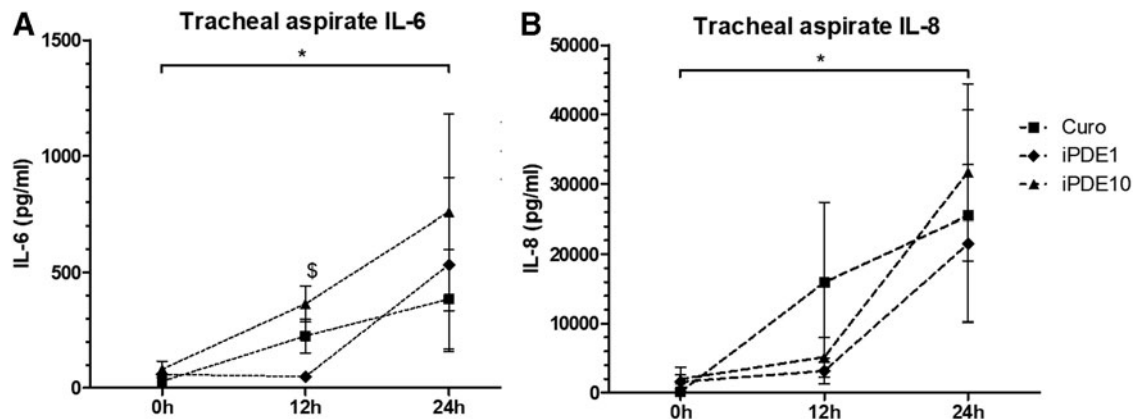 A
Tracheal aspirate IL-6
IL-6 (pg/ml)
1500
1000
500
0
*
$
0h
12h
24h
B
Tracheal aspirate IL-8
IL-8 (pg/ml)
50000
40000
30000
20000
10000
0
*
0h
12h
24h
Curo
iPDE1
iPDE10